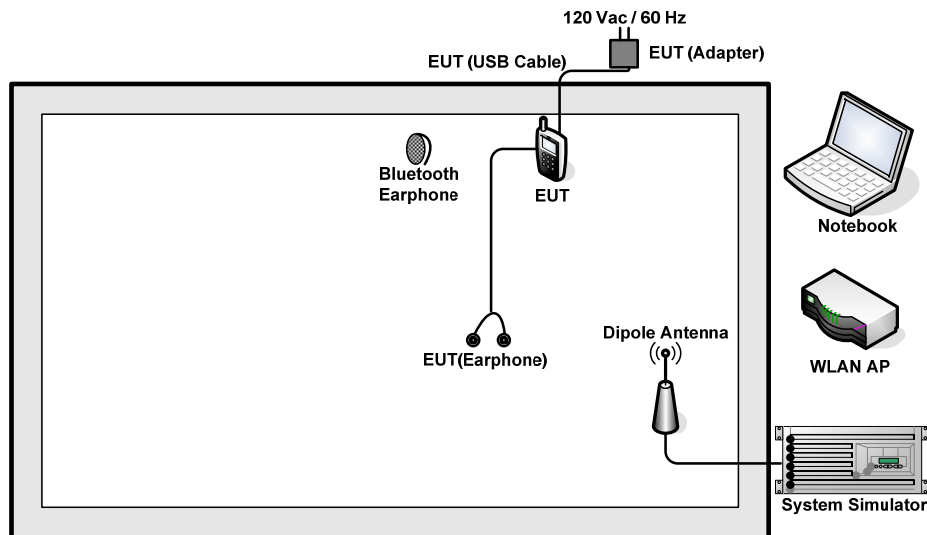 120 Vac / 60 Hz
EUT (USB Cable)
EUT (Adapter)
Bluetooth
Earphone
EUT
Notebook
EUT(Earphone)
Dipole Antenna
WLAN AP
System Simulator